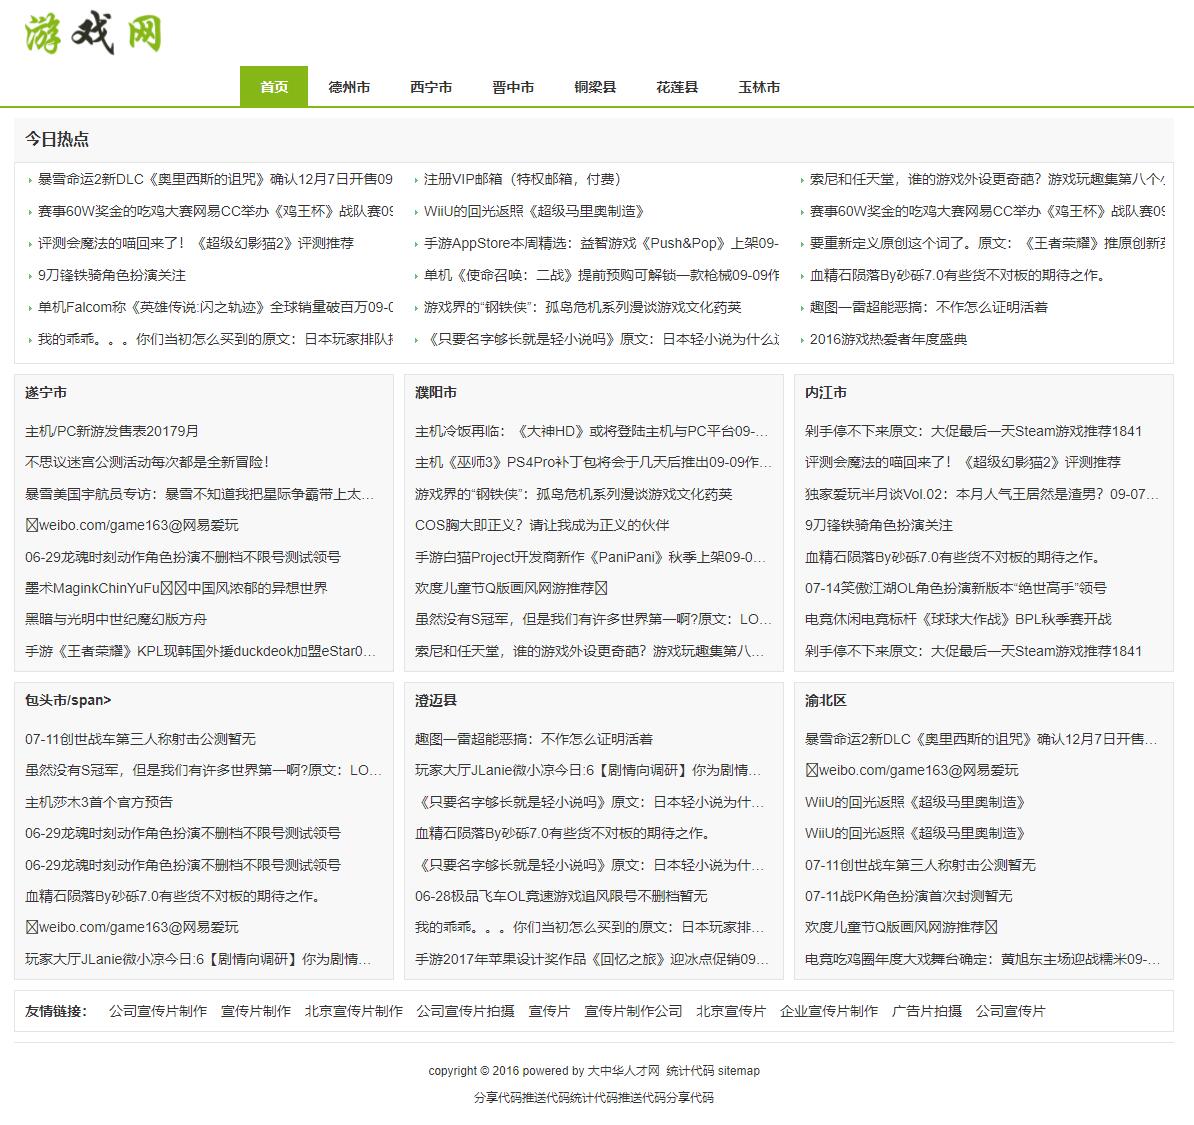 游戏网
首页 德州市 西宁市 晋中市 铜梁县 花莲县 玉林市
今日热点
暴雪命运2新DLC《奥里西斯的诅咒》确认12月7日开售09 注册VIP邮箱（特权邮箱，付费） 索尼和任天堂，谁的游戏外设更奇葩？游戏玩趣集第八个
赛事60W奖金的吃鸡大赛网易CC举办《鸡王杯》战队赛09 WiiU的回光返照《超级马里奥制造》 赛事60W奖金的吃鸡大赛网易CC举办《鸡王杯》战队赛09
评测会魔法的喵回来了！《超级幻影猫2》评测推荐 手游AppStore本周精选：益智游戏《Push&Pop》上架09- 要重新定义原创这个词了。原文：《王者荣耀》推原创新
9刀锋铁骑角色扮演关注 单机《使命召唤：二战》提前预购可解锁一款枪械09-09作 血精石陨落By砂砾7.0有些货不对板的期待之作。
单机Falcom称《英雄传说:闪之轨迹》全球销量破百万09-0 游戏界的“钢铁侠”：孤岛危机系列漫谈游戏文化药荚 趣图一雷超能恶搞：不作怎么证明活着
我的乖乖。。。你们当初怎么买到的原文：日本玩家排队 《只要名字够长就是轻小说吗》原文：日本轻小说为什么 2016游戏热爱者年度盛典
遂宁市
主机/PC新游发售表20179月
不思议迷宫公测活动每次都是全新冒险！
暴雪美国宇航员专访：暴雪不知道我把星际争霸带上太…
weibo.com/game163@网易爱玩
06-29龙魂时刻动作角色扮演不删档不限号测试领号
墨术MaginkChinYuFu中国风浓郁的异想世界
黑暗与光明中世纪魔幻版方舟
手游《王者荣耀》KPL现韩国外援duckdeok加盟eStar0…
濮阳市
主机冷饭再临：《大神HD》或将登陆主机与PC平台09-…
主机《巫师3》PS4Pro补丁包将会于几天后推出09-09作…
游戏界的“钢铁侠”：孤岛危机系列漫谈游戏文化药荚
COS胸大即正义？请让我成为正义的伙伴
手游白猫Project开发商新作《PaniPani》秋季上架09-0…
欢度儿童节Q版画风网游推荐
虽然没有S冠军，但是我们有许多世界第一啊?原文：LO…
索尼和任天堂，谁的游戏外设更奇葩？游戏玩趣集第八…
内江市
剁手停不下来原文：大促最后一天Steam游戏推荐1841
评测会魔法的喵回来了！《超级幻影猫2》评测推荐
独家爱玩半月谈Vol.02：本月人气王居然是渣男？09-07…
9刀锋铁骑角色扮演关注
血精石陨落By砂砾7.0有些货不对板的期待之作。
07-14笑傲江湖OL角色扮演新版本“绝世高手”领号
电竞休闲电竞标杆《球球大作战》BPL秋季赛开战
剁手停不下来原文：大促最后一天Steam游戏推荐1841
包头市/span>
07-11创世战车第三人称射击公测暂无
虽然没有S冠军，但是我们有许多世界第一啊?原文：LO…
主机莎木3首个官方预告
06-29龙魂时刻动作角色扮演不删档不限号测试领号
06-29龙魂时刻动作角色扮演不删档不限号测试领号
血精石陨落By砂砾7.0有些货不对板的期待之作。
weibo.com/game163@网易爱玩
玩家大厅JLanie微小凉今日:6【剧情向调研】你为剧情…
澄迈县
趣图一雷超能恶搞：不作怎么证明活着
玩家大厅JLanie微小凉今日:6【剧情向调研】你为剧情…
《只要名字够长就是轻小说吗》原文：日本轻小说为什…
血精石陨落By砂砾7.0有些货不对板的期待之作。
《只要名字够长就是轻小说吗》原文：日本轻小说为什…
06-28极品飞车OL竞速游戏追风限号不删档暂无
我的乖乖。。。你们当初怎么买到的原文：日本玩家排…
手游2017年苹果设计奖作品《回忆之旅》迎冰点促销09…
渝北区
暴雪命运2新DLC《奥里西斯的诅咒》确认12月7日开售…
weibo.com/game163@网易爱玩
WiiU的回光返照《超级马里奥制造》
WiiU的回光返照《超级马里奥制造》
07-11创世战车第三人称射击公测暂无
07-11战PK角色扮演首次封测暂无
欢度儿童节Q版画风网游推荐
电竞吃鸡圈年度大戏舞台确定：黄旭东主场迎战糯米09-…
友情链接： 公司宣传片制作 宣传片制作 北京宣传片制作 公司宣传片拍摄 宣传片 宣传片制作公司 北京宣传片 企业宣传片制作 广告片拍摄 公司宣传片
copyright © 2016 powered by 大中华人才网 统计代码 sitemap
分享代码推送代码统计代码推送代码分享代码